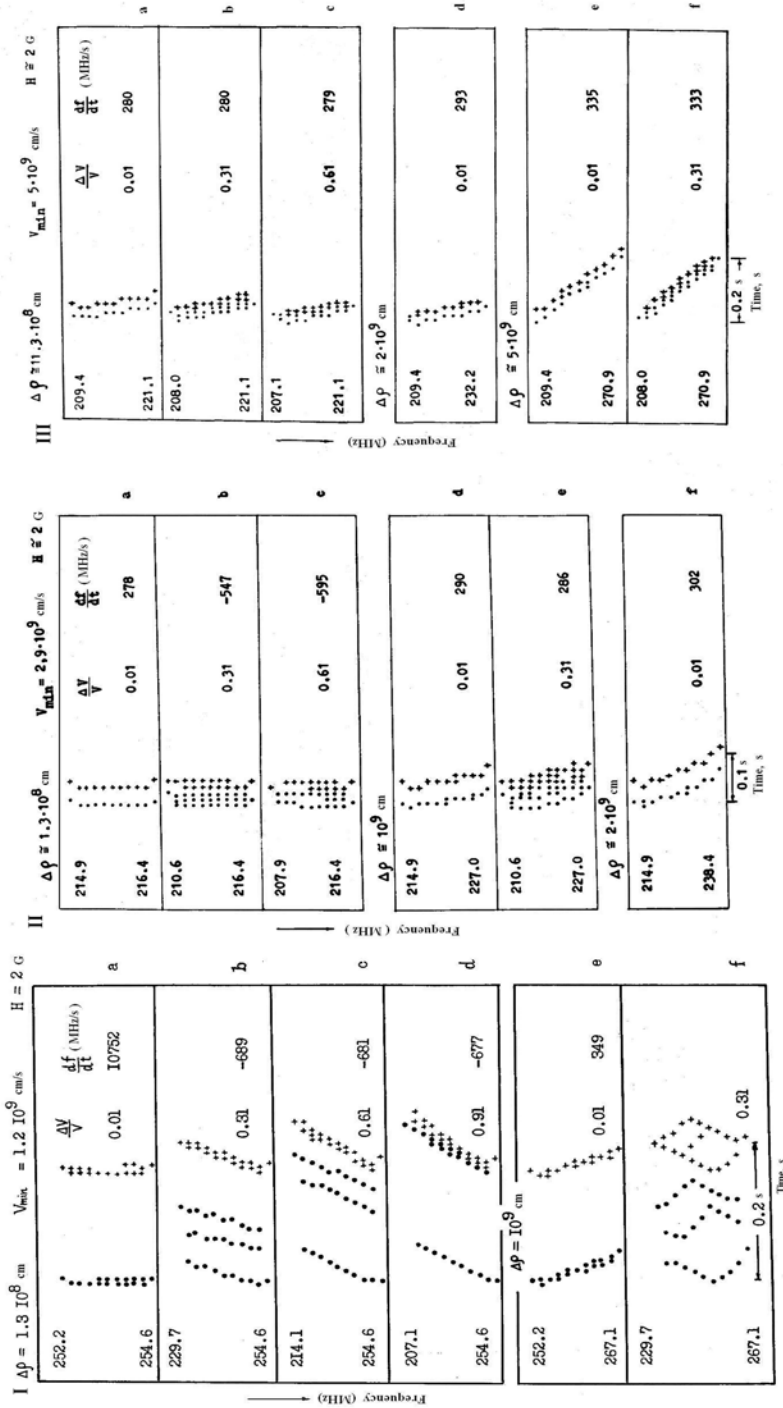 I Δρ = 1.3 10⁸ cm Vmin = 1.2 10⁹ cm/s H = 2 G
ΔV/V df/dt (MHz/s)
252.2 0.01 I0752 a
254.6
229.7 0.31 -689 b
254.6
214.1 0.61 -681 c
254.6
207.1 0.91 -677 d
254.6
Δρ = I0⁹ cm
252.2 0.01 349 e
267.1
229.7 0.31 f
267.1
0.2 s
Time, s
Frequency (MHz)
II Δρ ≅ 1.3·10⁸ cm Vmin = 2.9·10⁹ cm/s H ≅ 2 G
ΔV/V df/dt (MHz/s)
214.9 0.01 278 a
216.4
210.6 0.31 -547 b
216.4
207.9 0.61 -595 c
216.4
Δρ ≅ 10⁹ cm
214.9 0.01 290 d
227.0
210.6 0.31 286 e
227.0
Δρ ≅ 2·10⁹ cm
214.9 0.01 302 f
238.4
0.1 s
Time, s
Frequency (MHz)
III Δρ ≅ 11.3·10⁸ cm Vmin = 5·10⁹ cm/s H ≅ 2 G
ΔV/V df/dt (MHz/s)
209.4 0.01 280 a
221.1
208.0 0.31 280 b
221.1
207.1 0.61 279 c
221.1
Δρ ≅ 2·10⁹ cm
209.4 0.01 293 d
232.2
Δρ ≅ 5·10⁹ cm
209.4 0.01 335 e
270.9
208.0 0.31 333 f
270.9
0.2 s
Time, s
Frequency (MHz)